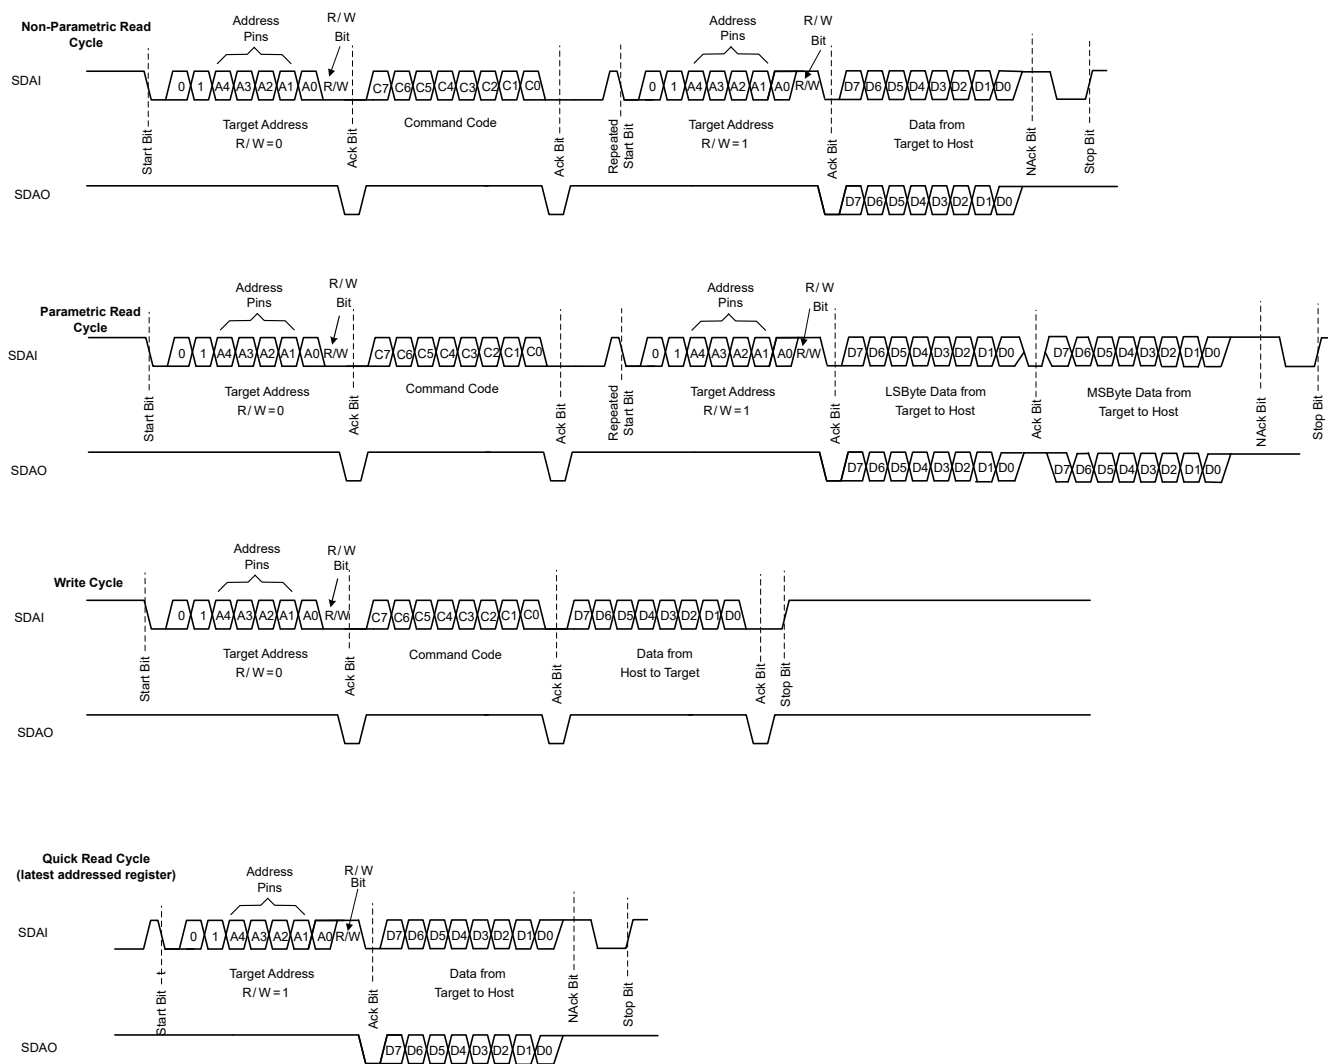 Non-Parametric Read
Cycle
Address
Pins
R/W
Bit
R/W
Bit
Address
Pins
SDAI
0 1 A4 A3 A2 A1 A0 R/W C7 C6 C5 C4 C3 C2 C1 C0 0 1 A4 A3 A2 A1 A0 R/W D7 D6 D5 D4 D3 D2 D1 D0
Start Bit
Target Address
R/W=0
Ack Bit
Command Code
Ack Bit
Repeated
Start Bit
Target Address
R/W=1
Ack Bit
Data from
Target to Host
NAck Bit
Stop Bit
SDAO
D7 D6 D5 D4 D3 D2 D1 D0
Parametric Read
Cycle
Address
Pins
R/W
Bit
Address
Pins
R/W
Bit
SDAI
0 1 A4 A3 A2 A1 A0 R/W C7 C6 C5 C4 C3 C2 C1 C0 0 1 A4 A3 A2 A1 A0 R/W D7 D6 D5 D4 D3 D2 D1 D0 D7 D6 D5 D4 D3 D2 D1 D0
Start Bit
Target Address
R/W=0
Ack Bit
Command Code
Ack Bit
Repeated
Start Bit
Target Address
R/W=1
Ack Bit
LSByte Data from
Target to Host
Ack Bit
MSByte Data from
Target to Host
NAck Bit
Stop Bit
SDAO
D7 D6 D5 D4 D3 D2 D1 D0 D7 D6 D5 D4 D3 D2 D1 D0
Write Cycle
Address
Pins
R/W
Bit
SDAI
0 1 A4 A3 A2 A1 A0 R/W C7 C6 C5 C4 C3 C2 C1 C0 D7 D6 D5 D4 D3 D2 D1 D0
Start Bit
Target Address
R/W=0
Ack Bit
Command Code
Ack Bit
Data from
Host to Target
Ack Bit
Stop Bit
SDAO
Quick Read Cycle
(latest addressed register)
Address
Pins
R/W
Bit
SDAI
0 1 A4 A3 A2 A1 A0 R/W D7 D6 D5 D4 D3 D2 D1 D0
Start Bit
Target Address
R/W=1
Ack Bit
Data from
Target to Host
NAck Bit
Stop Bit
SDAO
D7 D6 D5 D4 D3 D2 D1 D0